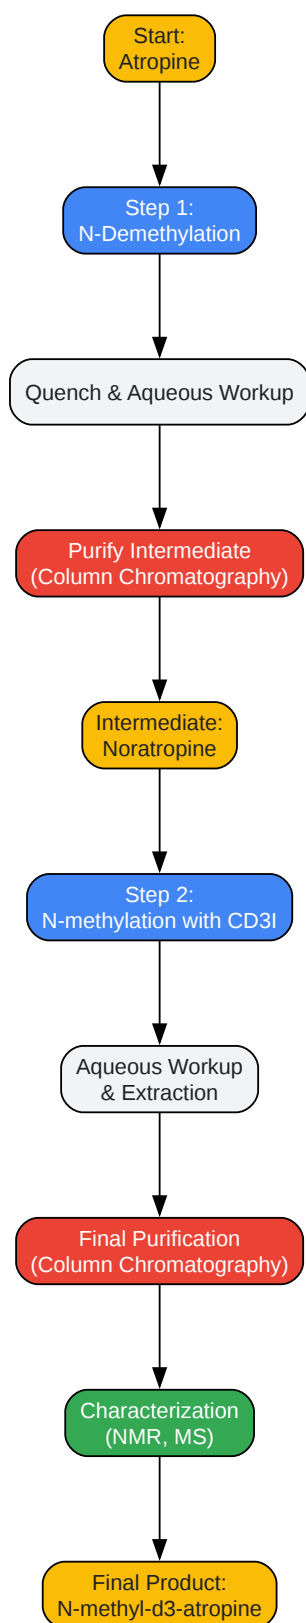 Start:
Atropine
Step 1:
N-Demethylation
Quench & Aqueous Workup
Purify Intermediate
(Column Chromatography)
Intermediate:
Noratropine
Step 2:
N-methylation with CD3I
Aqueous Workup
& Extraction
Final Purification
(Column Chromatography)
Characterization
(NMR, MS)
Final Product:
N-methyl-d3-atropine